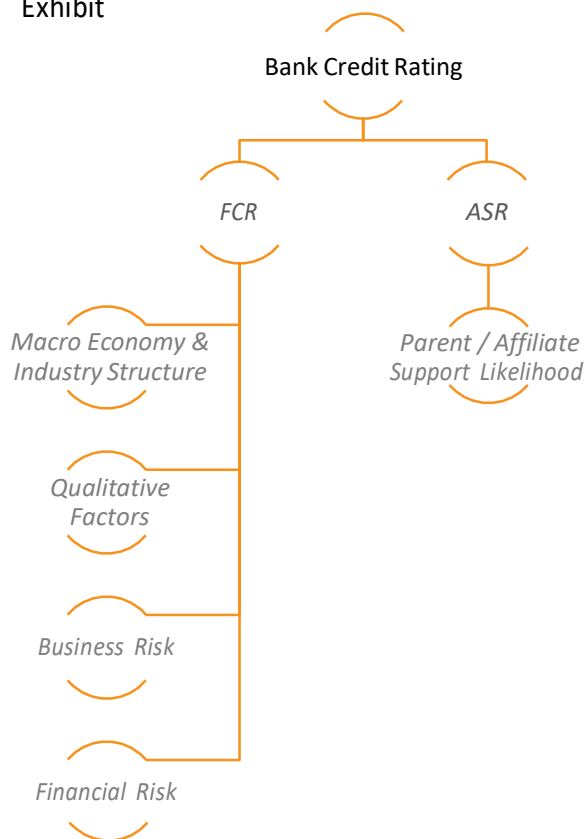 Exhibit
Bank Credit Rating
FCR
ASR
Macro Economy &
Industry Structure
Parent / Affiliate
Support Likelihood
Qualitative
Factors
Business Risk
Financial Risk